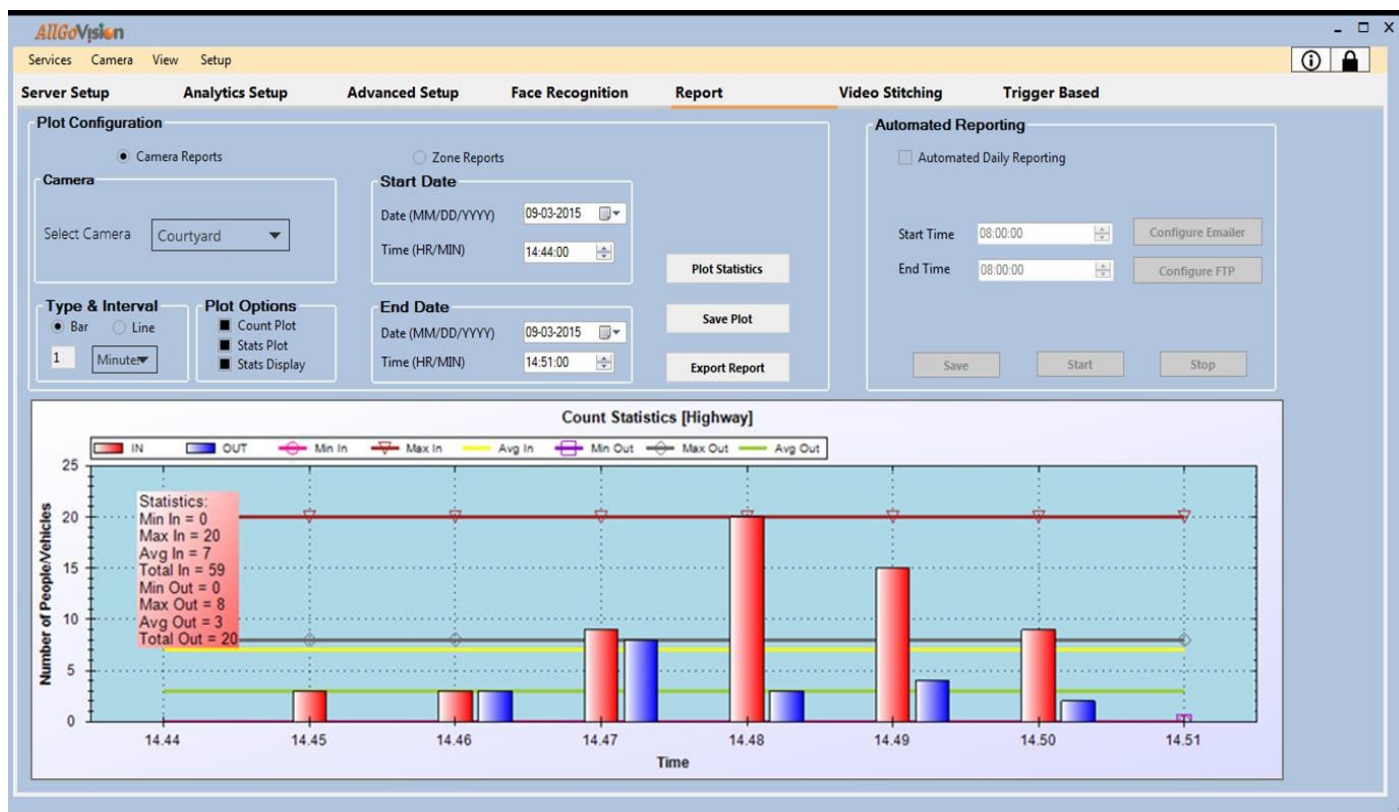 AllGoVision
Services Camera View Setup
Server Setup Analytics Setup Advanced Setup Face Recognition Report Video Stitching Trigger Based
Plot Configuration
Camera Reports Zone Reports
Camera
Select Camera Courtyard
Start Date
Date (MM/DD/YYYY) 09-03-2015
Time (HR/MIN) 14:44:00
Type & Interval
Bar Line
1 Minutes
Plot Options
Count Plot
Stats Plot
Stats Display
End Date
Date (MM/DD/YYYY) 09-03-2015
Time (HR/MIN) 14:51:00
Plot Statistics
Save Plot
Export Report
Automated Reporting
Automated Daily Reporting
Start Time 08:00:00 Configure Emailer
End Time 08:00:00 Configure FTP
Save Start Stop
Count Statistics [Highway]
IN OUT Min In Max In Avg In Min Out Max Out Avg Out
Number of People/Vehicles
25
20
15
10
5
0
Statistics:
Min In = 0
Max In = 20
Avg In = 7
Total In = 59
Min Out = 0
Max Out = 8
Avg Out = 3
Total Out = 20
14.44 14.45 14.46 14.47 14.48 14.49 14.50 14.51
Time